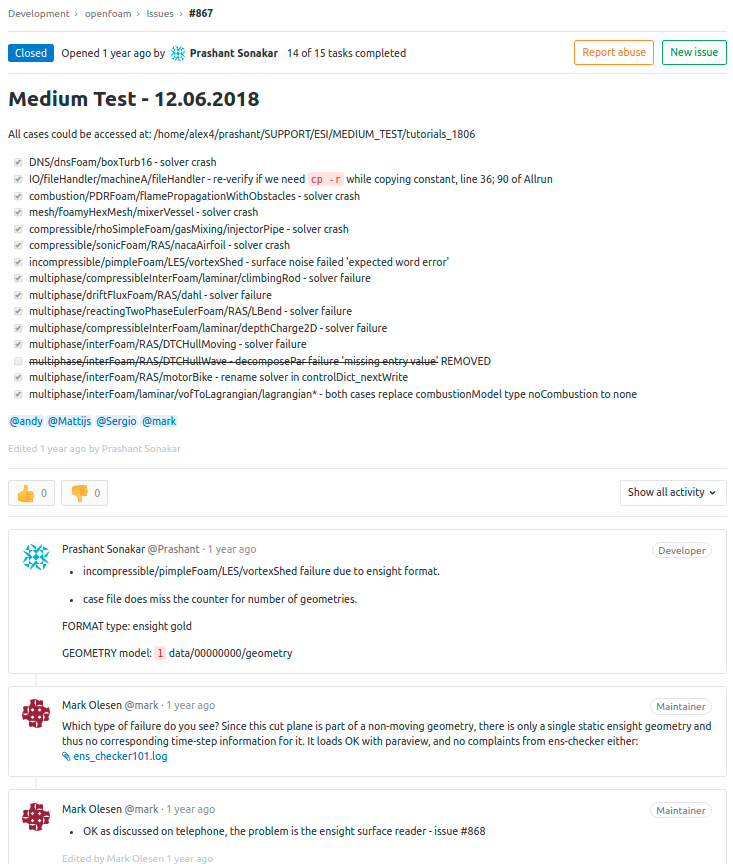 Development › openfoam › Issues › #867
Closed Opened 1 year ago by Prashant Sonakar 14 of 15 tasks completed Report abuse New issue
Medium Test - 12.06.2018
All cases could be accessed at: /home/alex4/prashant/SUPPORT/ESI/MEDIUM_TEST/tutorials_1806
DNS/dnsFoam/boxTurb16 - solver crash
IO/fileHandler/machineA/fileHandler - re-verify if we need cp -r while copying constant, line 36; 90 of Allrun
combustion/PDRFoam/flamePropagationWithObstacles - solver crash
mesh/foamyHexMesh/mixerVessel - solver crash
compressible/rhoSimpleFoam/gasMixing/injectorPipe - solver crash
compressible/sonicFoam/RAS/nacaAirfoil - solver crash
incompressible/pimpleFoam/LES/vortexShed - surface noise failed 'expected word error'
multiphase/compressibleInterFoam/laminar/climbingRod - solver failure
multiphase/driftFluxFoam/RAS/dahl - solver failure
multiphase/reactingTwoPhaseEulerFoam/RAS/LBend - solver failure
multiphase/compressibleInterFoam/laminar/depthCharge2D - solver failure
multiphase/interFoam/RAS/DTCHullMoving - solver failure
multiphase/interFoam/RAS/DTCHullWave - decomposePar failure 'missing entry value' REMOVED
multiphase/interFoam/RAS/motorBike - rename solver in controlDict_nextWrite
multiphase/interFoam/laminar/vofToLagrangian/lagrangian* - both cases replace combustionModel type noCombustion to none
@andy @Mattijs @Sergio @mark
Edited 1 year ago by Prashant Sonakar
0 0 Show all activity
Prashant Sonakar @Prashant · 1 year ago Developer
• incompressible/pimpleFoam/LES/vortexShed failure due to ensight format.
• case file does miss the counter for number of geometries.
FORMAT type: ensight gold
GEOMETRY model: 1 data/00000000/geometry
Mark Olesen @mark · 1 year ago Maintainer
Which type of failure do you see? Since this cut plane is part of a non-moving geometry, there is only a single static ensight geometry and
thus no corresponding time-step information for it. It loads OK with paraview, and no complaints from ens-checker either:
ens_checker101.log
Mark Olesen @mark · 1 year ago Maintainer
• OK as discussed on telephone, the problem is the ensight surface reader - issue #868
Edited by Mark Olesen 1 year ago